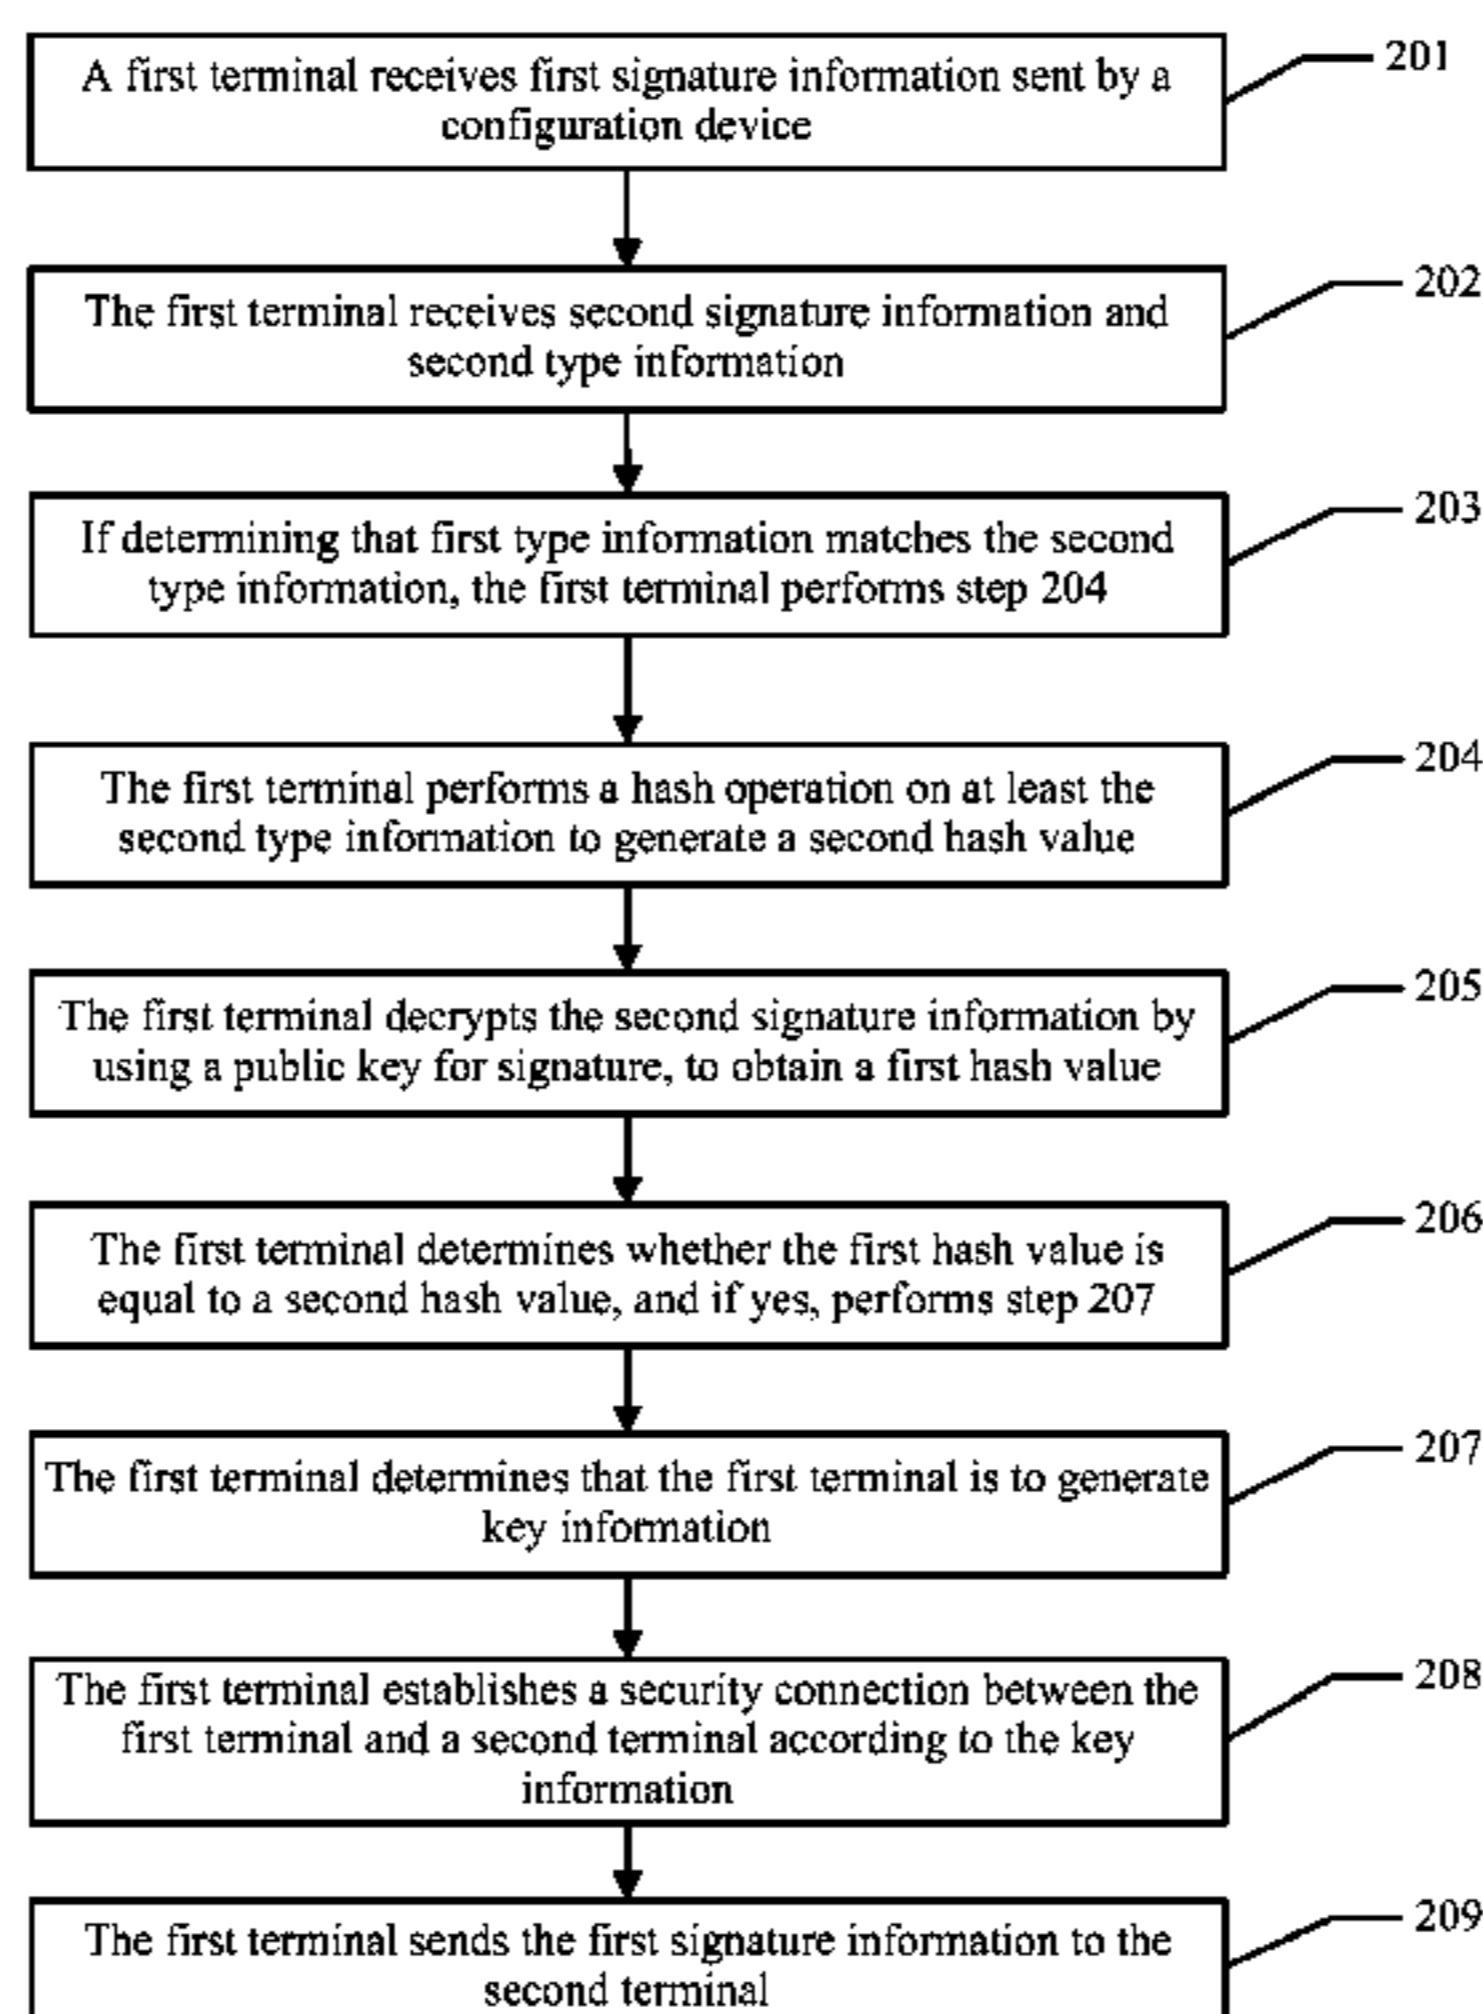 A first terminal receives first signature information sent by a
configuration device
201
The first terminal receives second signature information and
second type information
202
If determining that first type information matches the second
type information, the first terminal performs step 204
203
The first terminal performs a hash operation on at least the
second type information to generate a second hash value
204
The first terminal decrypts the second signature information by
using a public key for signature, to obtain a first hash value
205
The first terminal determines whether the first hash value is
equal to a second hash value, and if yes, performs step 207
206
The first terminal determines that the first terminal is to generate
key information
207
The first terminal establishes a security connection between the
first terminal and a second terminal according to the key
information
208
The first terminal sends the first signature information to the
second terminal
209